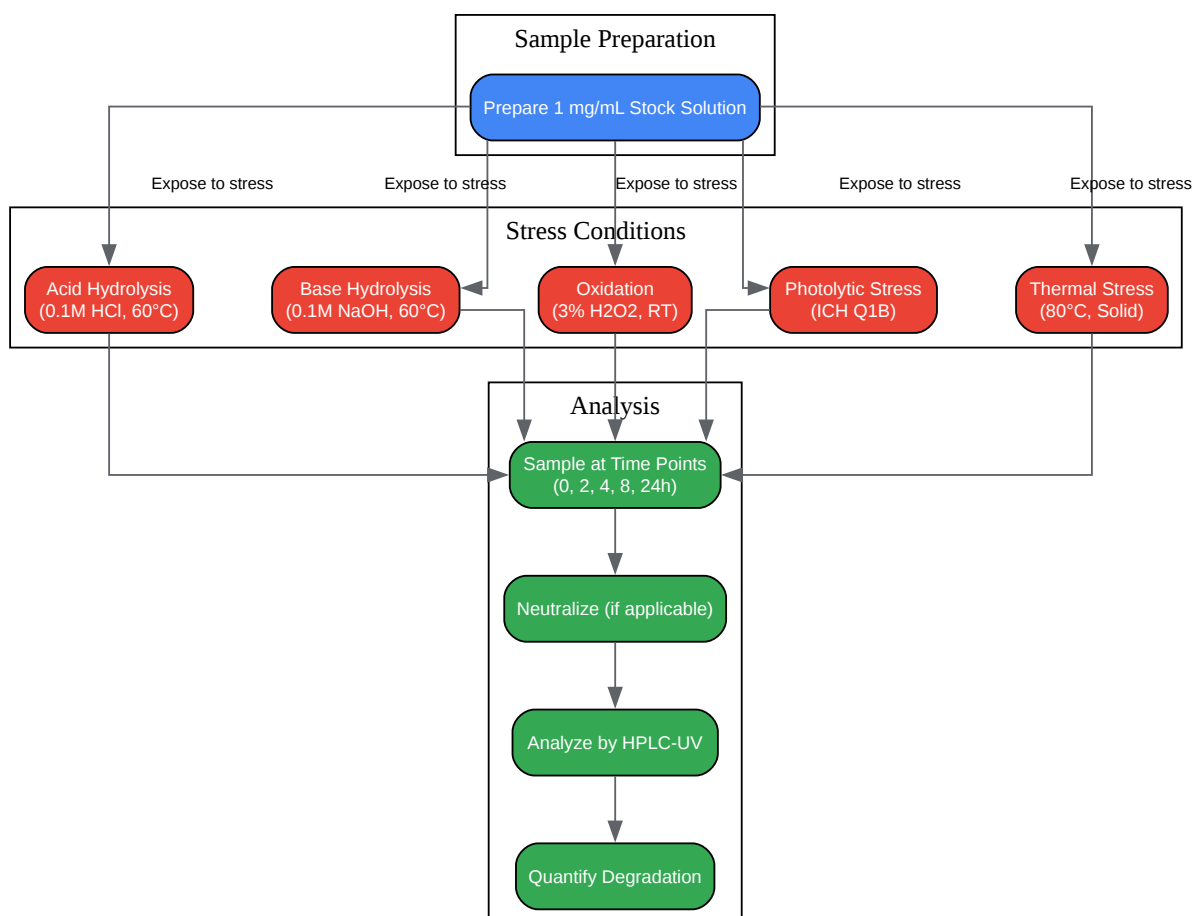 Sample Preparation
Prepare 1 mg/mL Stock Solution
Expose to stress
Expose to stress
Expose to stress
Expose to stress
Expose to stress
Stress Conditions
Acid Hydrolysis
(0.1M HCl, 60°C)
Base Hydrolysis
(0.1M NaOH, 60°C)
Oxidation
(3% H2O2, RT)
Photolytic Stress
(ICH Q1B)
Thermal Stress
(80°C, Solid)
Analysis
Sample at Time Points
(0, 2, 4, 8, 24h)
Neutralize (if applicable)
Analyze by HPLC-UV
Quantify Degradation